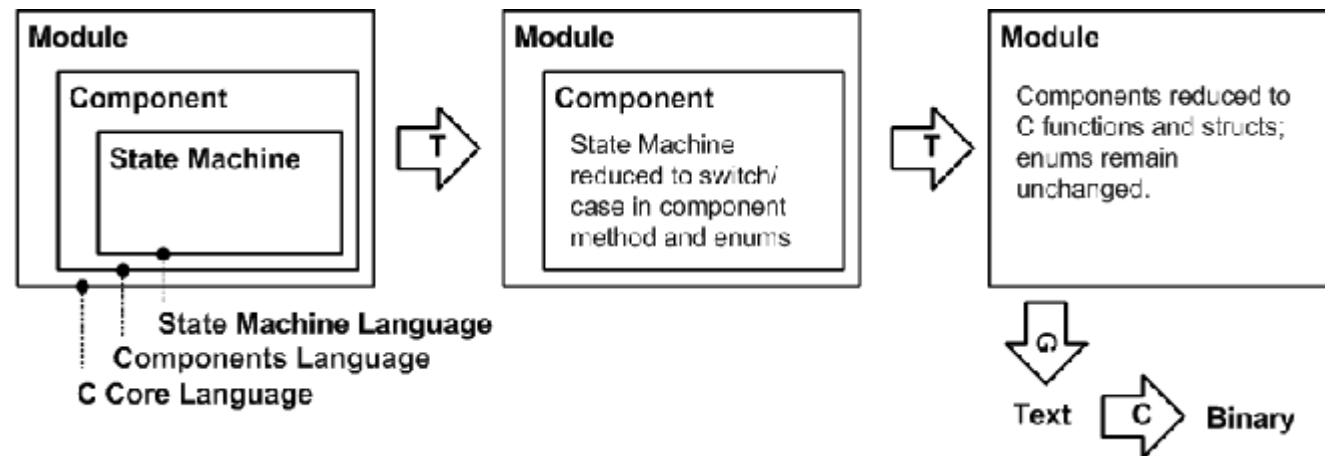 Module
Component
State Machine
State Machine Language
Components Language
C Core Language
T
Module
Component
State Machine
reduced to switch/
case in component
method and enums
T
Module
Components reduced to
C functions and structs;
enums remain
unchanged.
G
Text
C
Binary